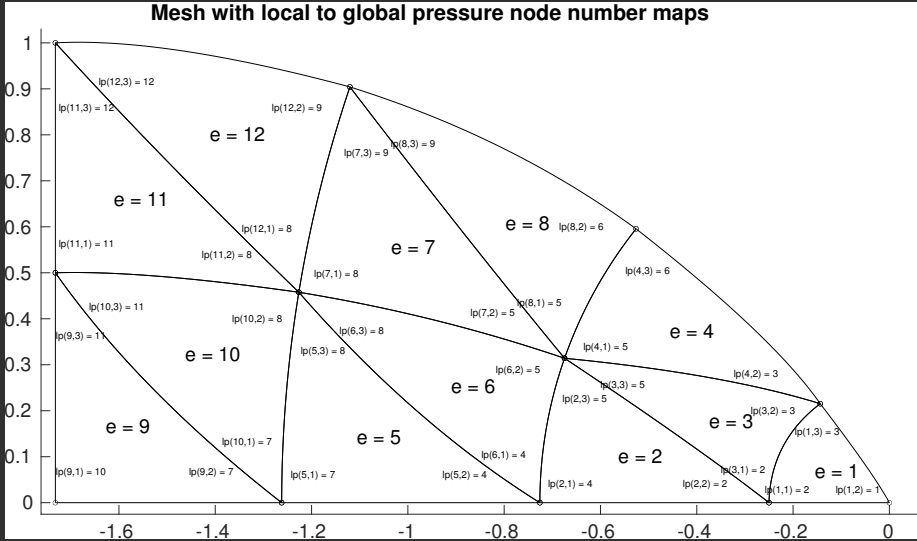 Mesh with local to global pressure node number maps
1
lp(12,3) = 12
0.9
lp(11,3) = 12
lp(12,2) = 9
e = 12
0.8
lp(8,3) = 9
lp(7,3) = 9
0.7
e = 11
0.6
lp(12,1) = 8
e = 8
lp(8,2) = 6
lp(11,1) = 11
lp(11,2) = 8
e = 7
0.5
lp(7,1) = 8
lp(4,3) = 6
lp(10,3) = 11
lp(8,1) = 5
lp(7,2) = 5
0.4
lp(10,2) = 8
lp(6,3) = 8
e = 4
lp(9,3) = 11
lp(5,3) = 8
lp(4,1) = 5
e = 10
0.3
lp(6,2) = 5
lp(4,2) = 3
e = 6
lp(3,3) = 5
lp(2,3) = 5
0.2
lp(3,2) = 3
e = 3
e = 9
lp(1,3) = 3
e = 5
lp(10,1) = 7
0.1
lp(6,1) = 4
e = 2
lp(9,1) = 10
lp(9,2) = 7
lp(5,1) = 7
lp(5,2) = 4
lp(3,1) = 2
e = 1
lp(2,1) = 4
lp(2,2) = 2
lp(1,1) = 2
lp(1,2) = 1
0
-1.6 -1.4 -1.2 -1 -0.8 -0.6 -0.4 -0.2 0